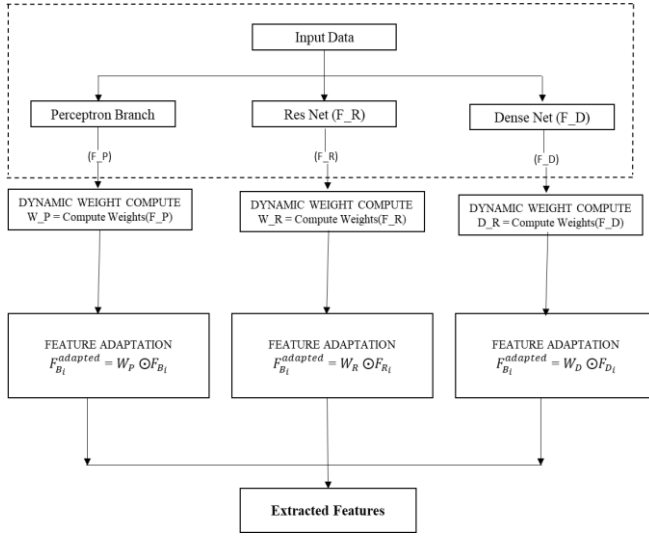 Input Data
Perceptron Branch
Res Net (F_R)
Dense Net (F_D)
(F_P)
(F_R)
(F_D)
DYNAMIC WEIGHT COMPUTE
W_P = Compute Weights(F_P)
DYNAMIC WEIGHT COMPUTE
W_R = Compute Weights(F_R)
DYNAMIC WEIGHT COMPUTE
D_R = Compute Weights(F_D)
FEATURE ADAPTATION
$F_{B_i}^{adapted} = W_P \odot F_{B_i}$
FEATURE ADAPTATION
$F_{B_i}^{adapted} = W_R \odot F_{R_i}$
FEATURE ADAPTATION
$F_{B_i}^{adapted} = W_D \odot F_{D_i}$
Extracted Features